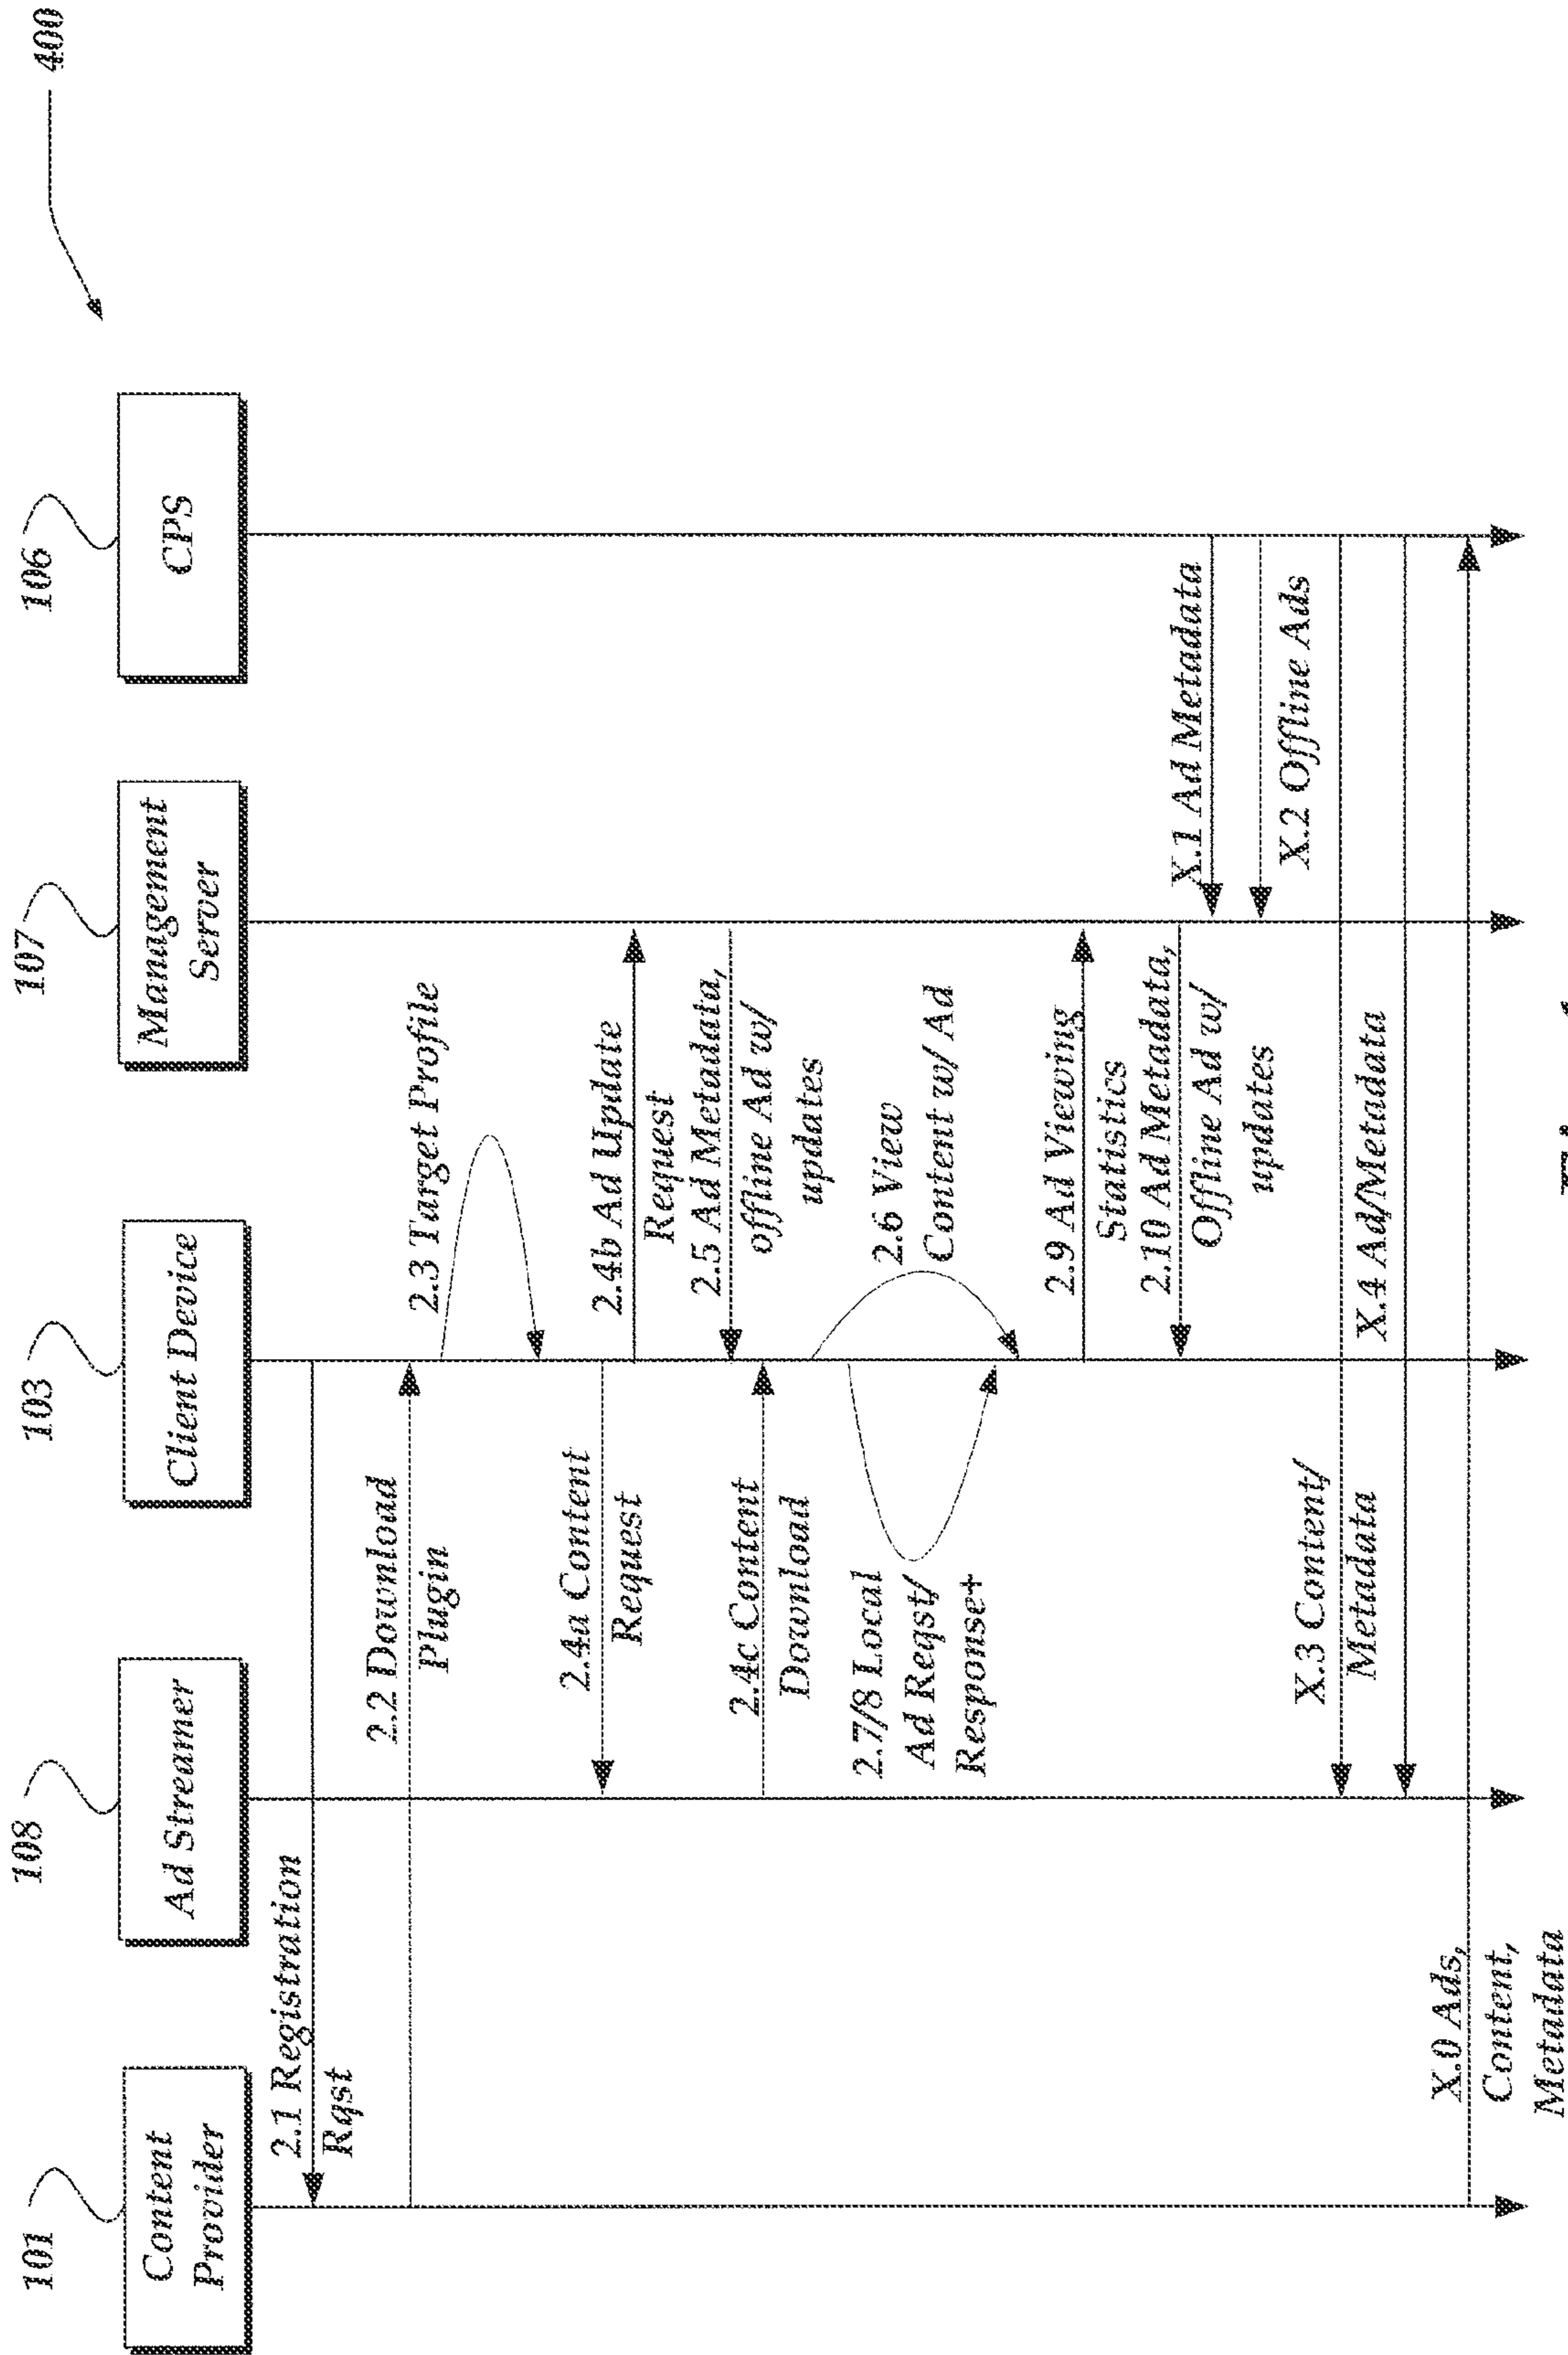 400
101
108
103
107
106
Content
Provider
Ad Streamer
Client Device
Management
Server
CPS
2.1 Registration
Rqst
2.2 Download
Plugin
2.3 Target Profile
2.4a Content
Request
2.4b Ad Update
Request
2.5 Ad Metadata,
offline Ad w/
updates
2.4c Content
Download
2.6 View
Content w/ Ad
2.7/8 Local
Ad Reqst/
Response+
2.9 Ad Viewing
Statistics
2.10 Ad Metadata,
Offline Ad w/
updates
X.1 Ad Metadata
X.2 Offline Ads
X.3 Content/
Metadata
X.4 Ad/Metadata
X.0 Ads,
Content,
Metadata